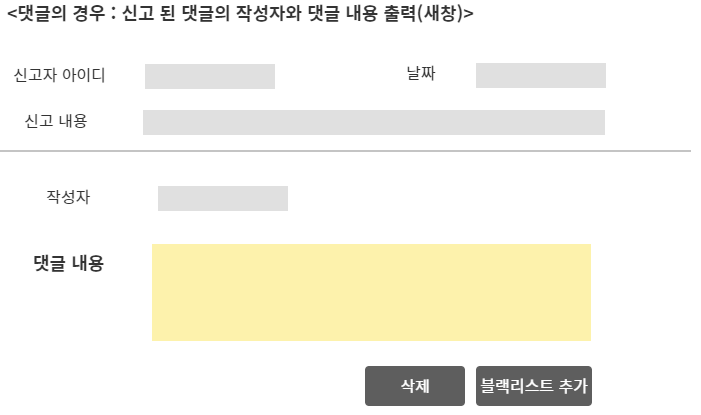 <댓글의 경우 : 신고 된 댓글의 작성자와 댓글 내용 출력(새창)>
신고자 아이디 날짜
신고 내용
작성자
댓글 내용
삭제 블랙리스트 추가